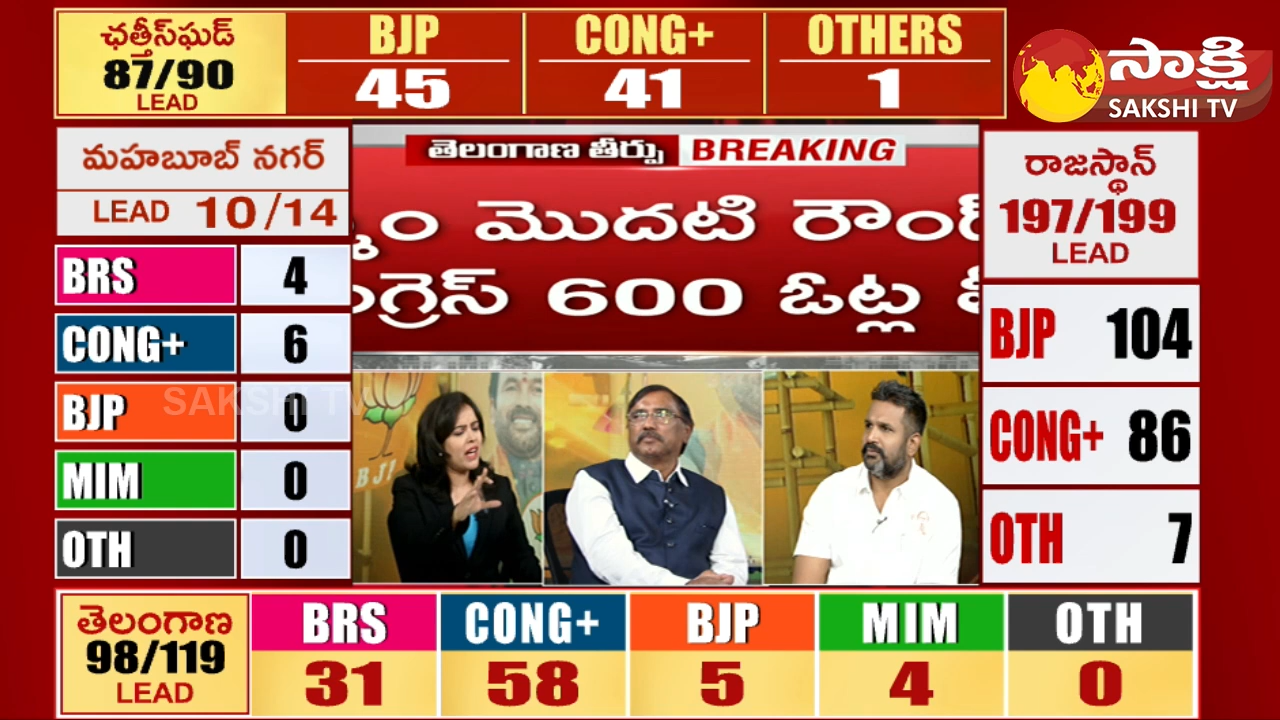 ఛత్తీస్‌ఘడ్
87/90
LEAD
BJP
45
CONG+
41
OTHERS
1
సాక్షి
SAKSHI TV
మహబూబ్ నగర్
LEAD 10/14
BRS 4
CONG+ 6
BJP 0
MIM 0
OTH 0
తెలంగాణ తీర్పు BREAKING
మొదటి
600 ఓట్ల
రాజస్థాన్
197/199
LEAD
BJP 104
CONG+ 86
OTH 7
SAKSHI TV
BJP
తెలంగాణ
98/119
LEAD
BRS
31
CONG+
58
BJP
5
MIM
4
OTH
0